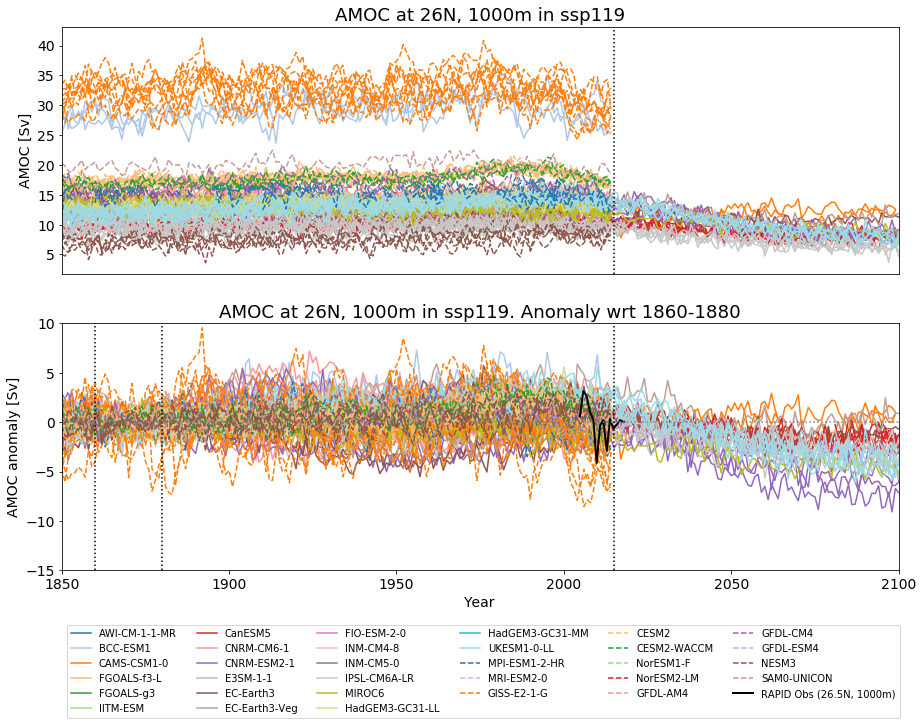 AMOC at 26N, 1000m in ssp119
AMOC [Sv]
40
35
30
25
20
15
10
5
AMOC at 26N, 1000m in ssp119. Anomaly wrt 1860-1880
AMOC anomaly [Sv]
10
5
0
−5
−10
−15
1850 1900 1950 2000 2050 2100
Year
AWI-CM-1-1-MR
BCC-ESM1
CAMS-CSM1-0
FGOALS-f3-L
FGOALS-g3
IITM-ESM
CanESM5
CNRM-CM6-1
CNRM-ESM2-1
E3SM-1-1
EC-Earth3
EC-Earth3-Veg
FIO-ESM-2-0
INM-CM4-8
INM-CM5-0
IPSL-CM6A-LR
MIROC6
HadGEM3-GC31-LL
HadGEM3-GC31-MM
UKESM1-0-LL
MPI-ESM1-2-HR
MRI-ESM2-0
GISS-E2-1-G
CESM2
CESM2-WACCM
NorESM1-F
NorESM2-LM
GFDL-AM4
GFDL-CM4
GFDL-ESM4
NESM3
SAM0-UNICON
RAPID Obs (26.5N, 1000m)